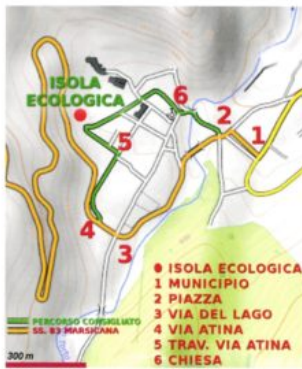 ISOLA
ECOLOGICA
6
2
1
5
4
3
ISOLA ECOLOGICA
1 MUNICIPIO
2 PIAZZA
3 VIA DEL LAGO
4 VIA ATINA
5 TRAV. VIA ATINA
6 CHIESA
PERCORSO CONSIGLIATO
SS. 83 MARSICANA
300 m